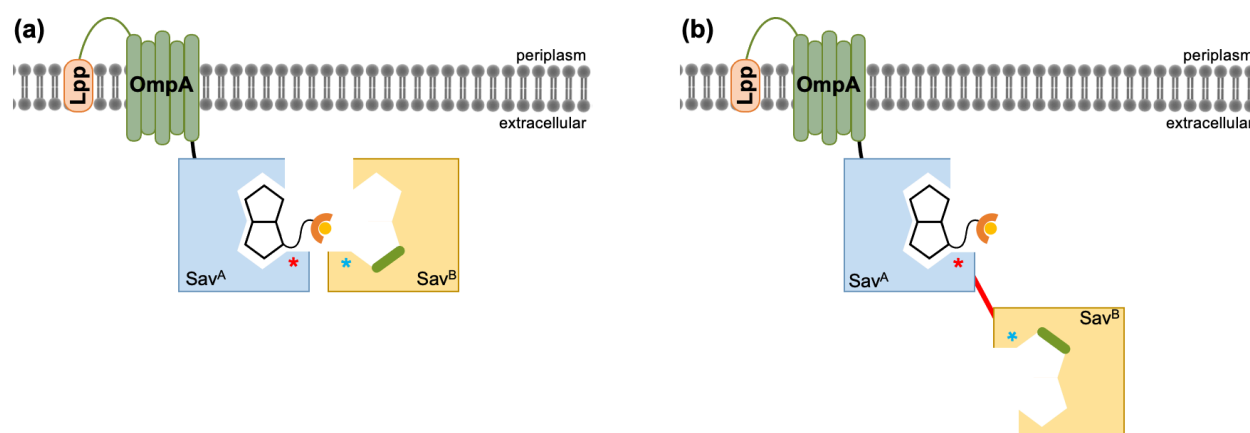 (a)
periplasm
Lpp
OmpA
extracellular
Sav^A
*
*
Sav^B
(b)
periplasm
Lpp
OmpA
extracellular
Sav^A
*
Sav^B
*